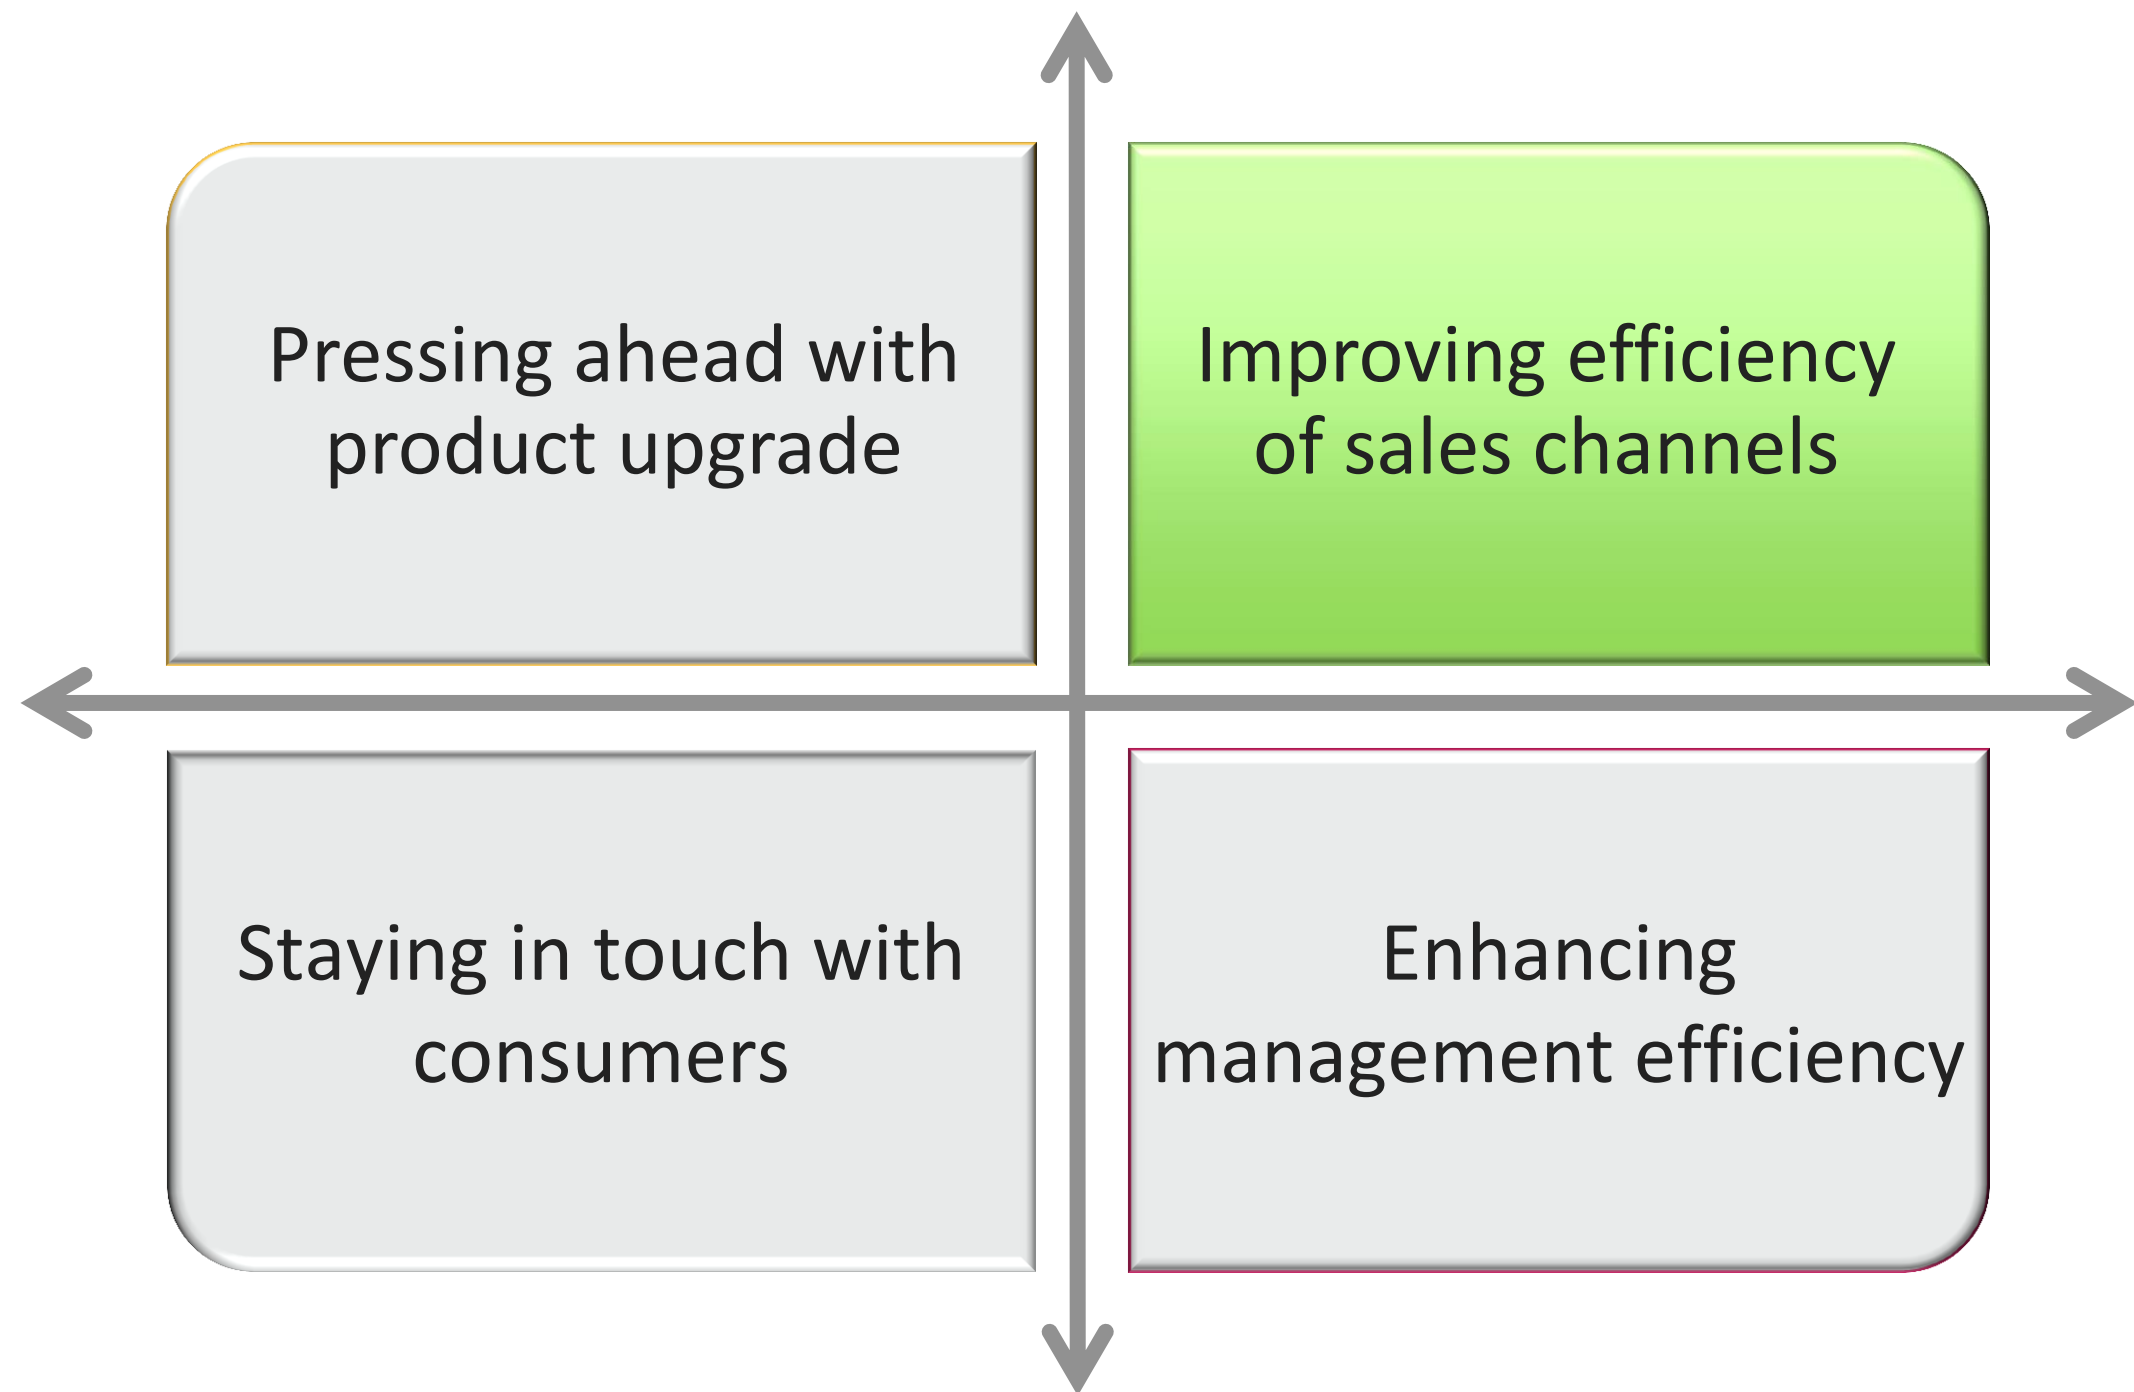 Pressing ahead with
product upgrade
Improving efficiency
of sales channels
Staying in touch with
consumers
Enhancing
management efficiency